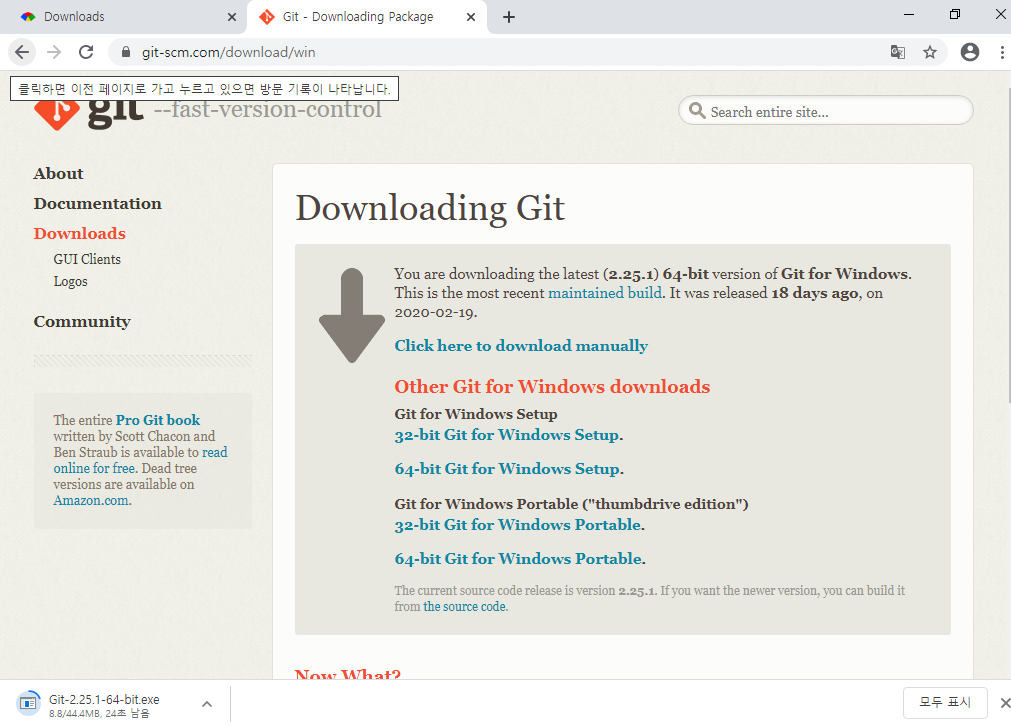 Downloads
Git - Downloading Package
git-scm.com/download/win
클릭하면 이전 페이지로 가고 누르고 있으면 방문 기록이 나타납니다.
git --fast-version-control
Search entire site...
About
Documentation
Downloads
GUI Clients
Logos
Community
The entire Pro Git book
written by Scott Chacon and
Ben Straub is available to read
online for free. Dead tree
versions are available on
Amazon.com.
Downloading Git
You are downloading the latest (2.25.1) 64-bit version of Git for Windows.
This is the most recent maintained build. It was released 18 days ago, on
2020-02-19.
Click here to download manually
Other Git for Windows downloads
Git for Windows Setup
32-bit Git for Windows Setup.
64-bit Git for Windows Setup.
Git for Windows Portable ("thumbdrive edition")
32-bit Git for Windows Portable.
64-bit Git for Windows Portable.
The current source code release is version 2.25.1. If you want the newer version, you can build it
from the source code.
Now What?
Git-2.25.1-64-bit.exe
8.8/44.4MB, 24초 남음
모두 표시